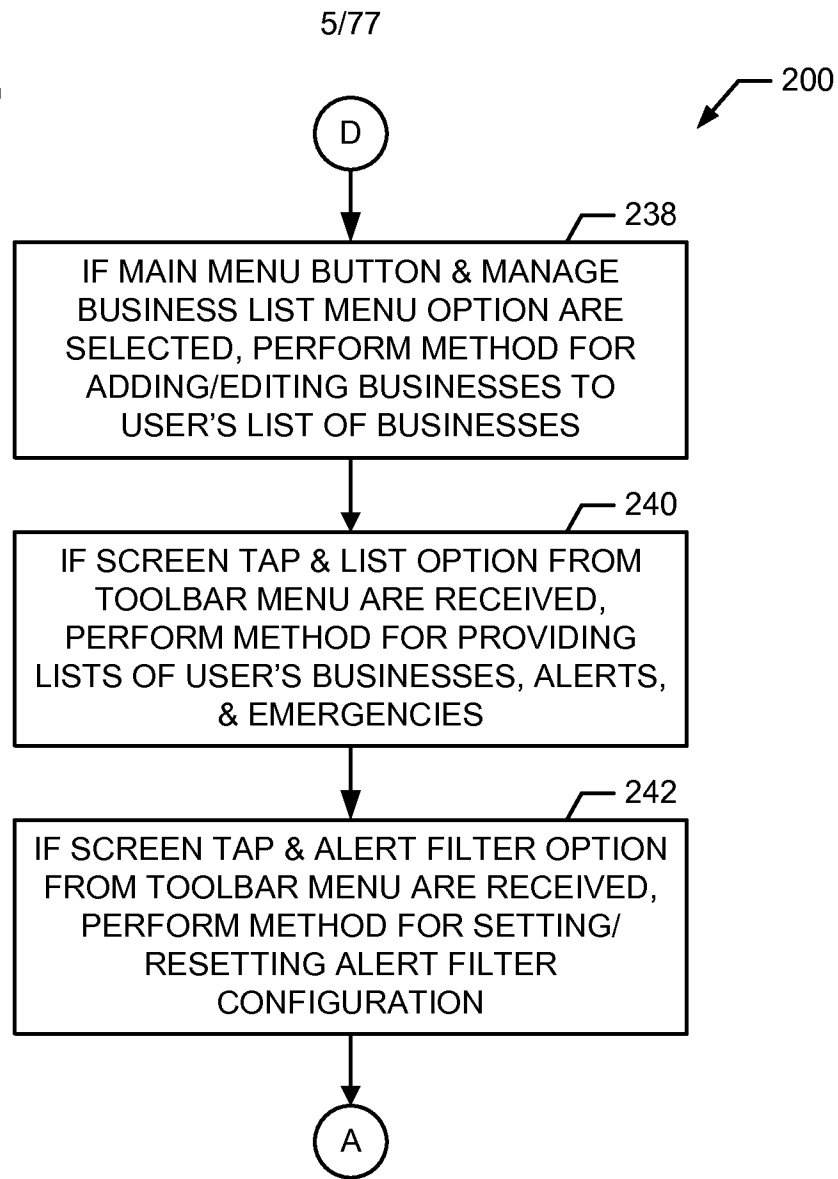 5/77
200
D
238
IF MAIN MENU BUTTON & MANAGE
BUSINESS LIST MENU OPTION ARE
SELECTED, PERFORM METHOD FOR
ADDING/EDITING BUSINESSES TO
USER'S LIST OF BUSINESSES
240
IF SCREEN TAP & LIST OPTION FROM
TOOLBAR MENU ARE RECEIVED,
PERFORM METHOD FOR PROVIDING
LISTS OF USER'S BUSINESSES, ALERTS,
& EMERGENCIES
242
IF SCREEN TAP & ALERT FILTER OPTION
FROM TOOLBAR MENU ARE RECEIVED,
PERFORM METHOD FOR SETTING/
RESETTING ALERT FILTER
CONFIGURATION
A